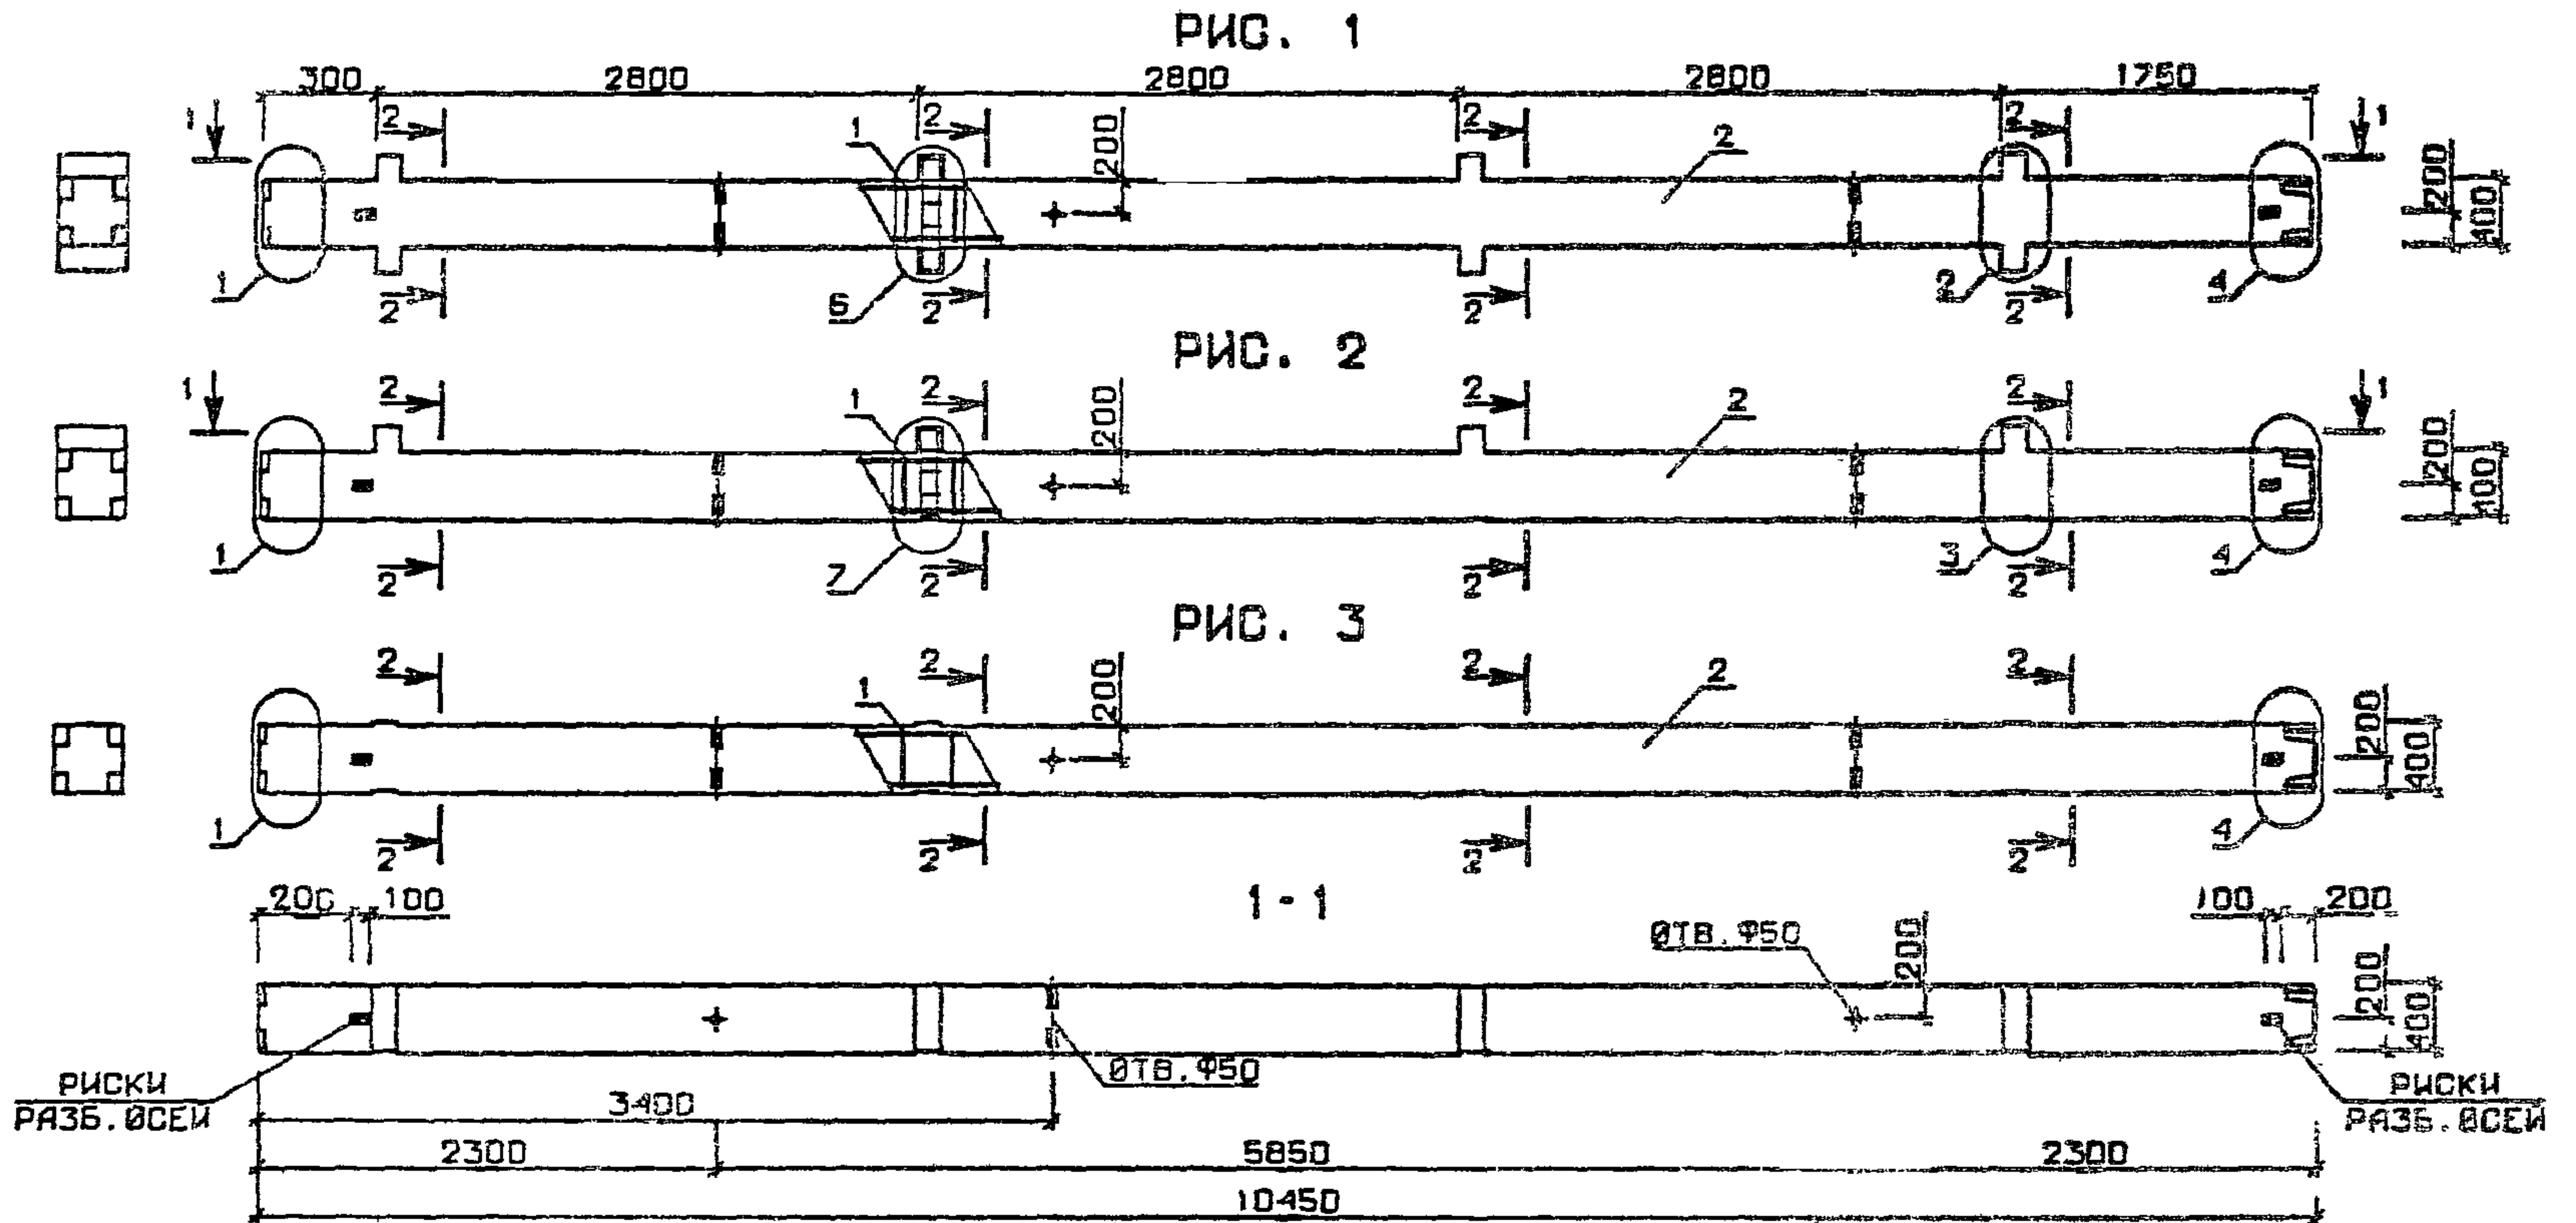 РИС. 1
300 2800 2800 2800 1750
1 2 2 2 2 1
1 200 2 200 400
1 2 6 2 2 2 2 4
РИС. 2
1 2 2 2 2 1
1 200 2 200 400
1 2 7 2 2 3 2 4
РИС. 3
2 2 2 2
1 200 2 200 400
1 2 2 2 2 4
1-1
200 100 100 200
ОТВ.Φ50 200 200 400
РИСКИ
РАЗБ.ОСЕЙ
ОТВ.Φ50
РИСКИ
РАЗБ.ОСЕЙ
3400
2300 5850 2300
10450